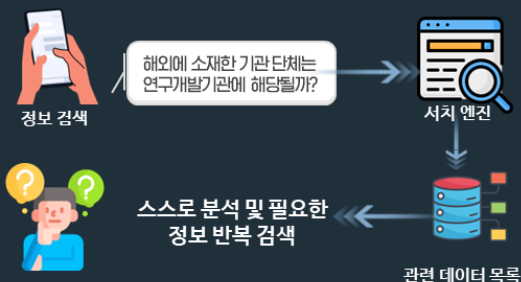 해외에 소재한 기관 단체는
연구개발기관에 해당될까?
정보 검색
서치 엔진
스스로 분석 및 필요한
정보 반복 검색
관련 데이터 목록